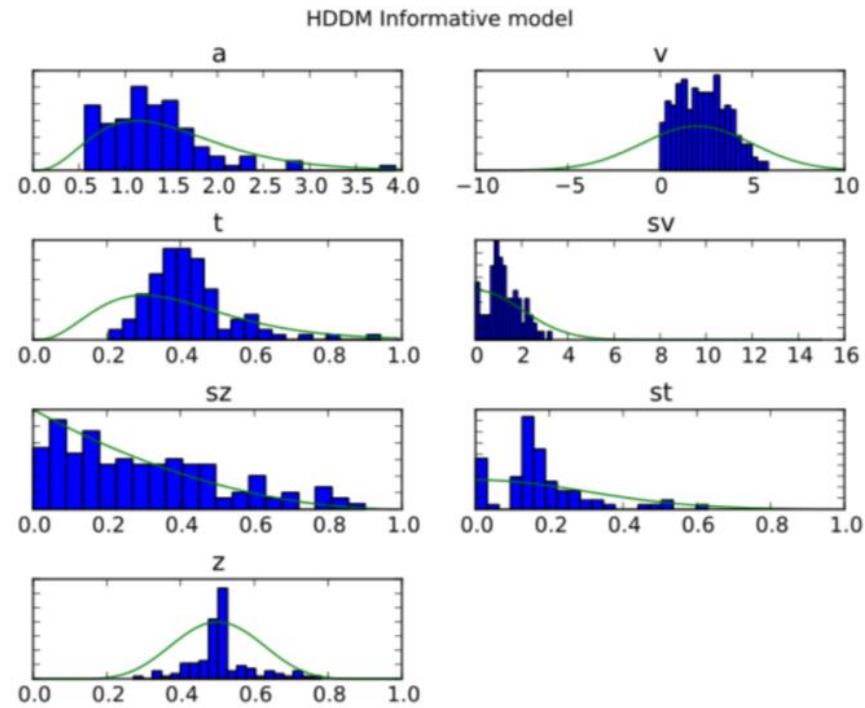 HDDM Informative model
a
0.0 0.5 1.0 1.5 2.0 2.5 3.0 3.5 4.0
v
−10 −5 0 5 10
t
0.0 0.2 0.4 0.6 0.8 1.0
sv
0 2 4 6 8 10 12 14 16
sz
0.0 0.2 0.4 0.6 0.8 1.0
st
0.0 0.2 0.4 0.6 0.8 1.0
z
0.0 0.2 0.4 0.6 0.8 1.0